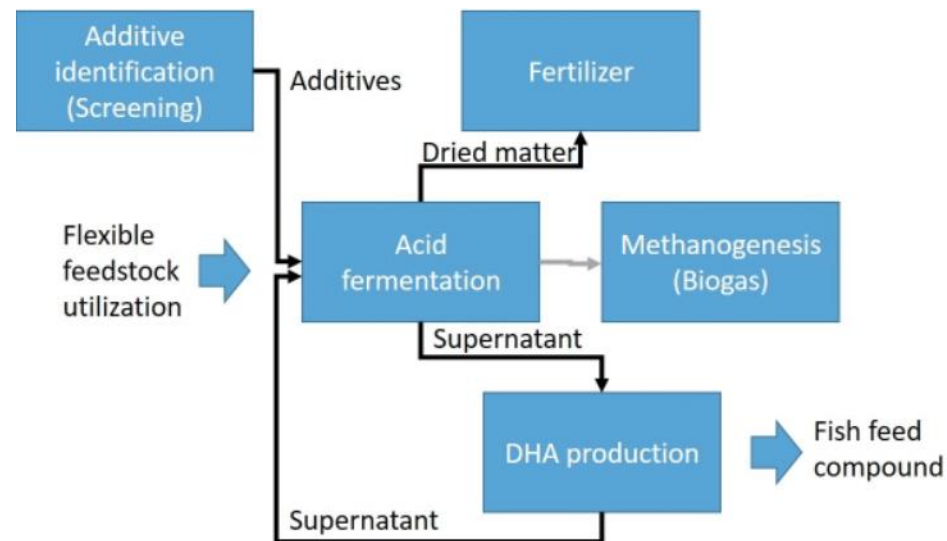 Additive
identification
(Screening)
Additives
Fertilizer
Dried matter
Flexible
feedstock
utilization
Acid
fermentation
Methanogenesis
(Biogas)
Supernatant
DHA production
Fish feed
compound
Supernatant